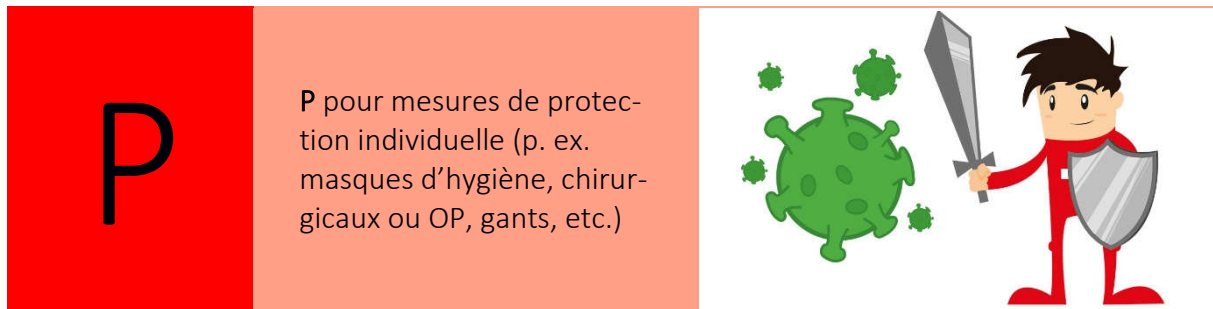 P
P pour mesures de protec-
tion individuelle (p. ex.
masques d’hygiène, chirur-
gicaux ou OP, gants, etc.)